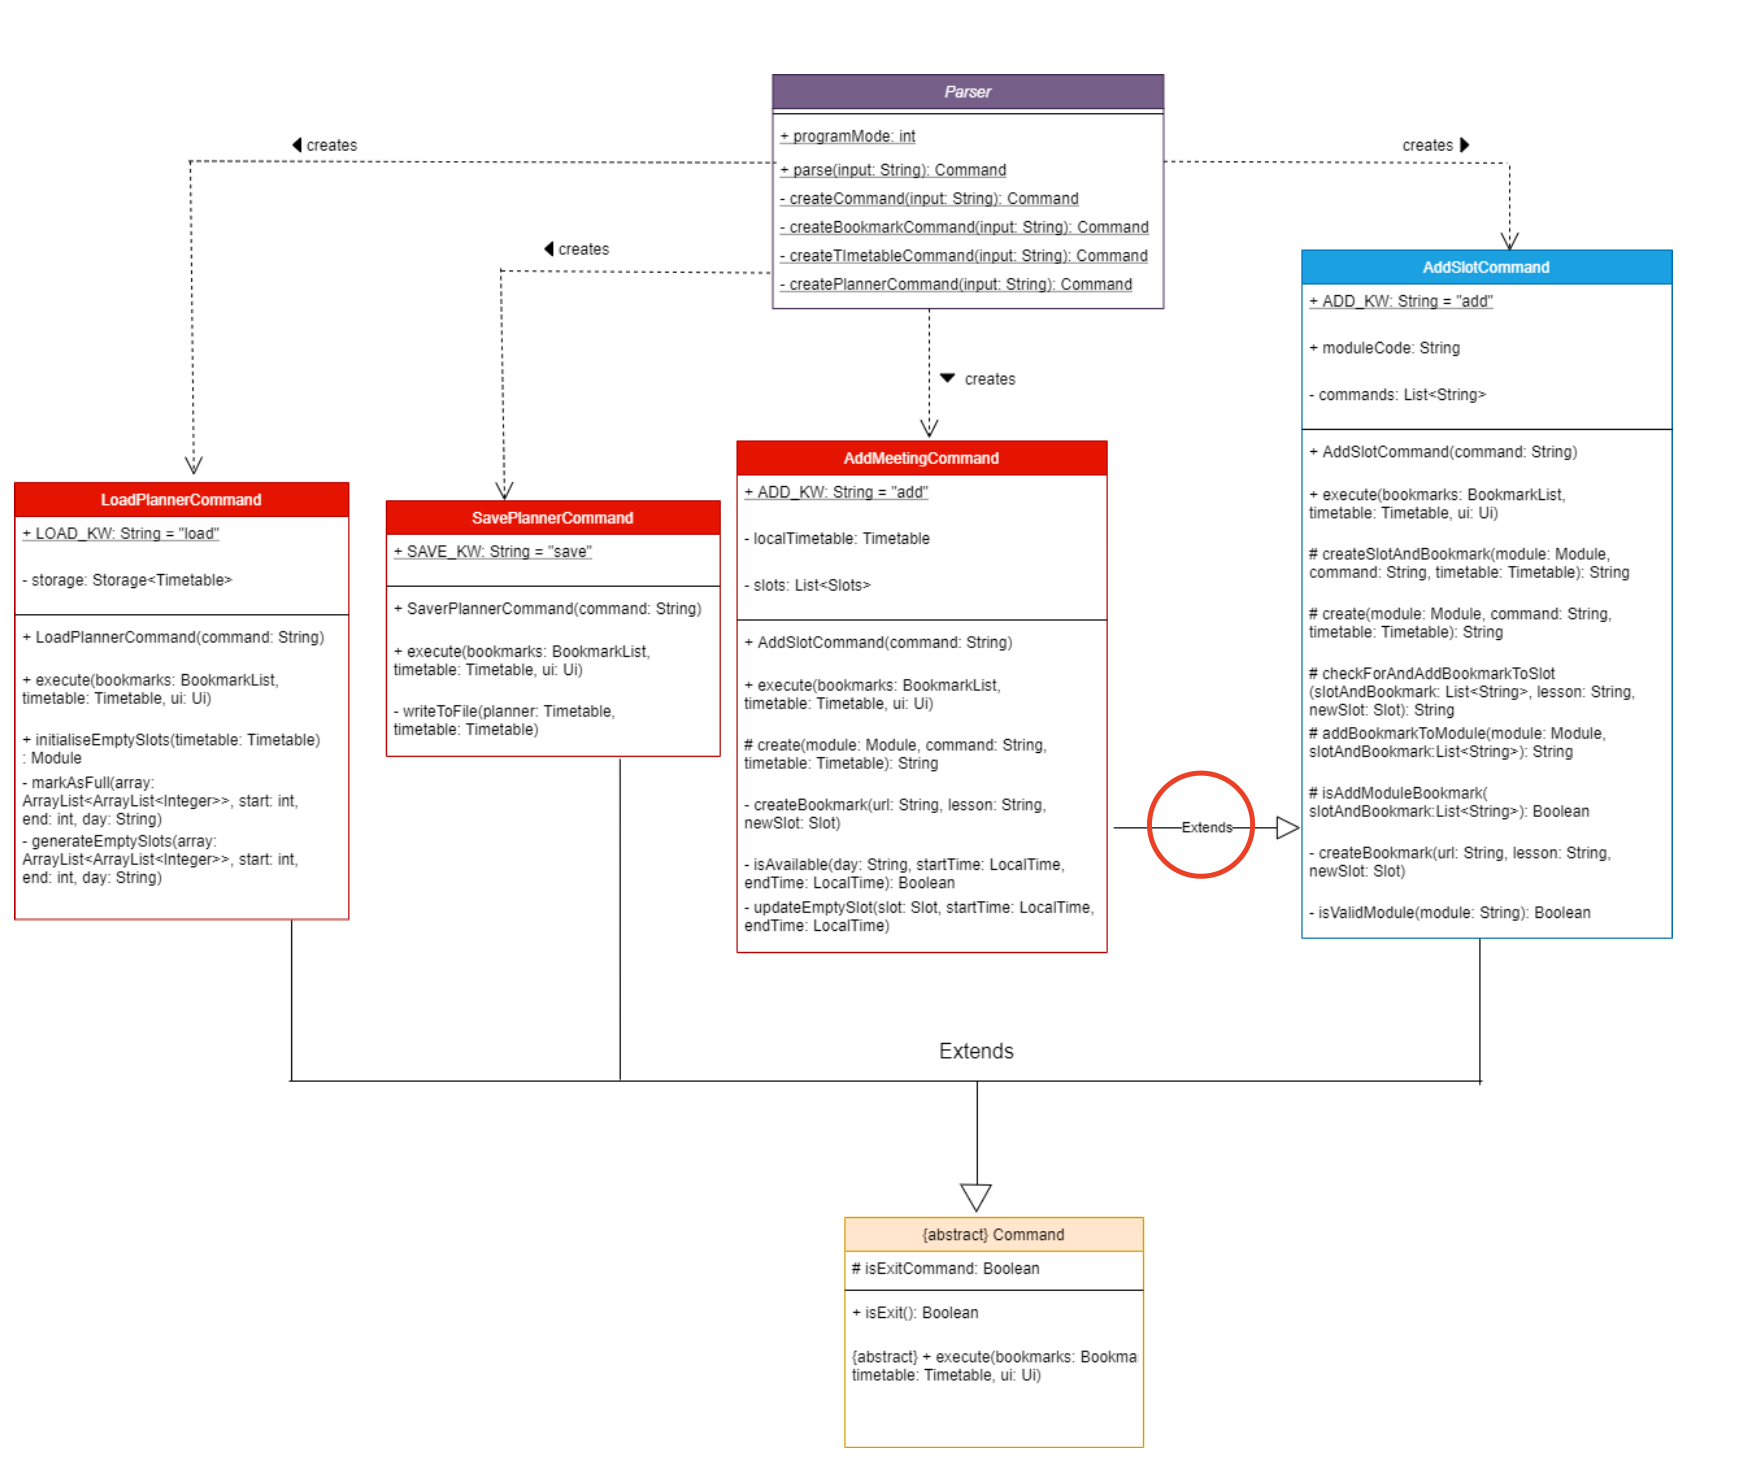 Parser
+ programMode: int
+ parse(input: String): Command
- createCommand(input: String): Command
- createBookmarkCommand(input: String): Command
- createTImetableCommand(input: String): Command
- createPlannerCommand(input: String): Command
creates
creates
creates
creates
LoadPlannerCommand
+ LOAD_KW: String = "load"
- storage: Storage<Timetable>
+ LoadPlannerCommand(command: String)
+ execute(bookmarks: BookmarkList,
timetable: Timetable, ui: Ui)
+ initialiseEmptySlots(timetable: Timetable)
: Module
- markAsFull(array:
ArrayList<ArrayList<Integer>>, start: int,
end: int, day: String)
- generateEmptySlots(array:
ArrayList<ArrayList<Integer>>, start: int,
end: int, day: String)
SavePlannerCommand
+ SAVE_KW: String = "save"
+ SaverPlannerCommand(command: String)
+ execute(bookmarks: BookmarkList,
timetable: Timetable, ui: Ui)
- writeToFile(planner: Timetable,
timetable: Timetable)
AddMeetingCommand
+ ADD_KW: String = "add"
- localTimetable: Timetable
- slots: List<Slots>
+ AddSlotCommand(command: String)
+ execute(bookmarks: BookmarkList,
timetable: Timetable, ui: Ui)
# create(module: Module, command: String,
timetable: Timetable): String
- createBookmark(url: String, lesson: String,
newSlot: Slot)
- isAvailable(day: String, startTime: LocalTime,
endTime: LocalTime): Boolean
- updateEmptySlot(slot: Slot, startTime: LocalTime,
endTime: LocalTime)
Extends
AddSlotCommand
+ ADD_KW: String = "add"
+ moduleCode: String
- commands: List<String>
+ AddSlotCommand(command: String)
+ execute(bookmarks: BookmarkList,
timetable: Timetable, ui: Ui)
# createSlotAndBookmark(module: Module,
command: String, timetable: Timetable): String
# create(module: Module, command: String,
timetable: Timetable): String
# checkForAndAddBookmarkToSlot
(slotAndBookmark: List<String>, lesson: String,
newSlot: Slot): String
# addBookmarkToModule(module: Module,
slotAndBookmark:List<String>): String
# isAddModuleBookmark(
slotAndBookmark:List<String>): Boolean
- createBookmark(url: String, lesson: String,
newSlot: Slot)
- isValidModule(module: String): Boolean
Extends
{abstract} Command
# isExitCommand: Boolean
+ isExit(): Boolean
{abstract} + execute(bookmarks: Bookma
timetable: Timetable, ui: Ui)